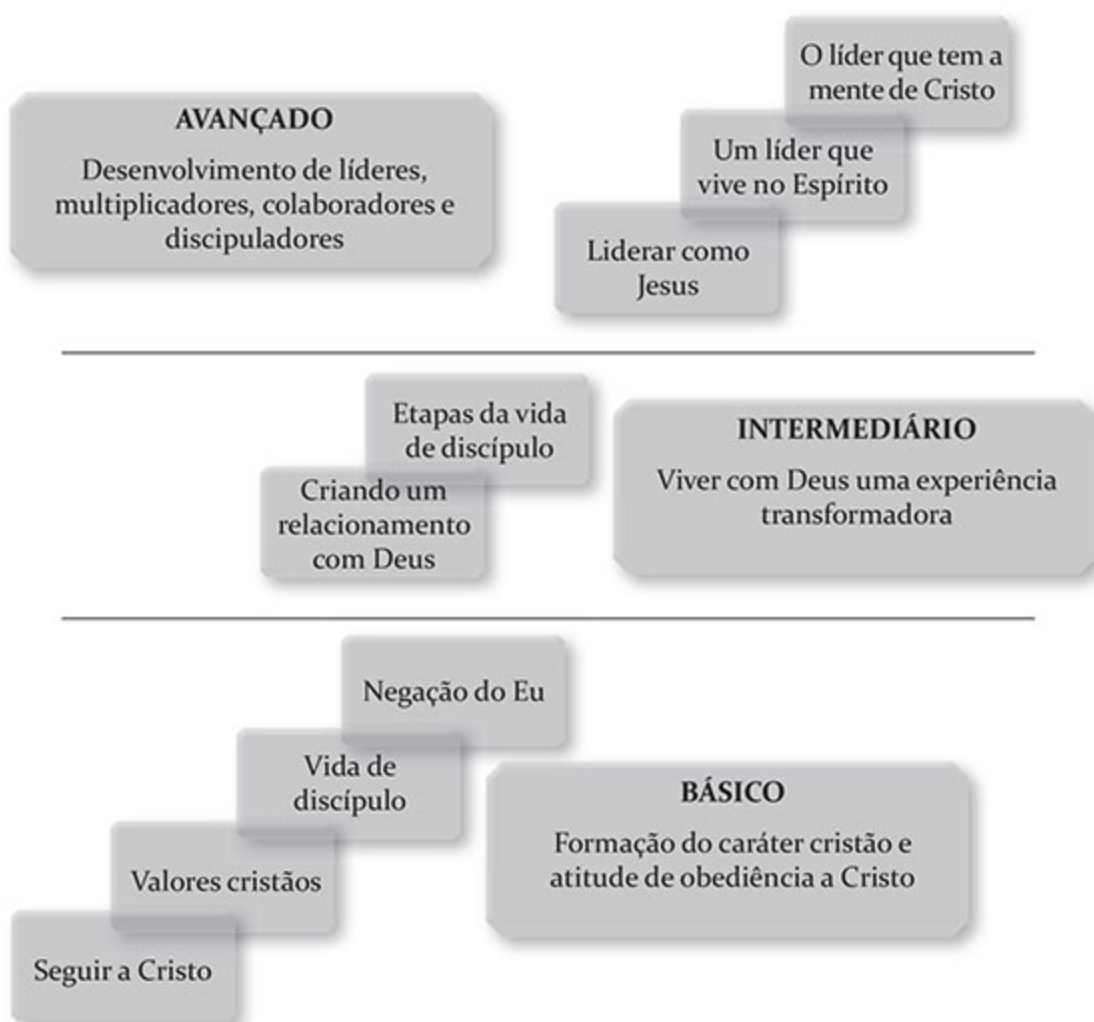 O líder que tem a
mente de Cristo
AVANÇADO
Desenvolvimento de líderes,
multiplicadores, colaboradores e
discipuladores
Um líder que
vive no Espírito
Liderar como
Jesus
Etapas da vida
de discípulo
INTERMEDIÁRIO
Viver com Deus uma experiência
transformadora
Criando um
relacionamento
com Deus
Negação do Eu
Vida de
discípulo
BÁSICO
Formação do caráter cristão e
atitude de obediência a Cristo
Valores cristãos
Seguir a Cristo